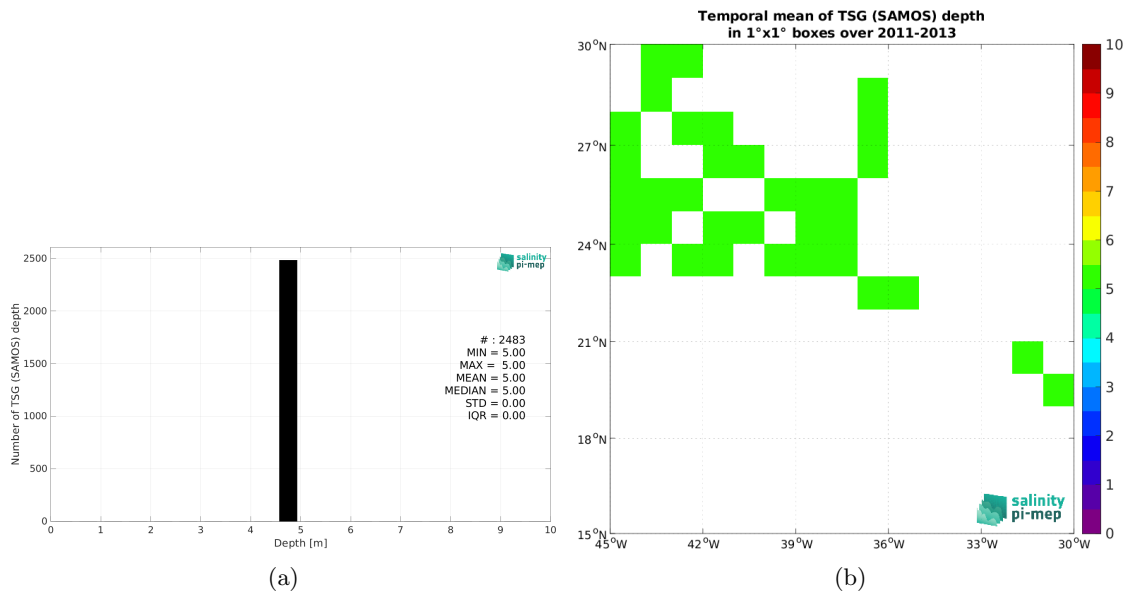 2500
2000
1500
1000
500
0
Number of TSG (SAMOS) depth
salinity
pi-mep
# : 2483
MIN = 5.00
MAX = 5.00
MEAN = 5.00
MEDIAN = 5.00
STD = 0.00
IQR = 0.00
0 1 2 3 4 5 6 7 8 9 10
Depth [m]
(a)
Temporal mean of TSG (SAMOS) depth
in 1°x1° boxes over 2011-2013
30°N
27°N
24°N
21°N
18°N
15°N
45°W 42°W 39°W 36°W 33°W 30°W
salinity
pi-mep
10
9
8
7
6
5
4
3
2
1
0
(b)